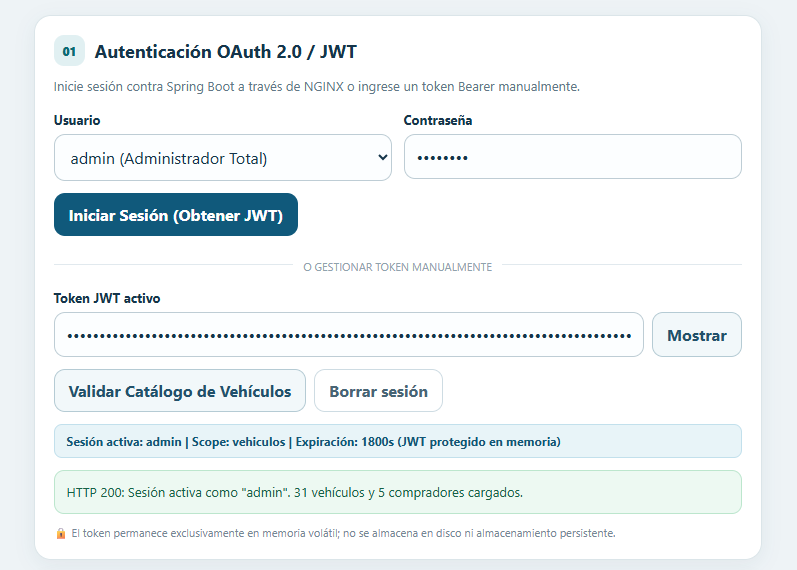 01 Autenticación OAuth 2.0 / JWT
Inicie sesión contra Spring Boot a través de NGINX o ingrese un token Bearer manualmente.
Usuario
Contraseña
admin (Administrador Total)
••••••••
Iniciar Sesión (Obtener JWT)
O GESTIONAR TOKEN MANUALMENTE
Token JWT activo
Mostrar
Validar Catálogo de Vehículos
Borrar sesión
Sesión activa: admin | Scope: vehiculos | Expiración: 1800s (JWT protegido en memoria)
HTTP 200: Sesión activa como "admin". 31 vehículos y 5 compradores cargados.
🔒 El token permanece exclusivamente en memoria volátil; no se almacena en disco ni almacenamiento persistente.